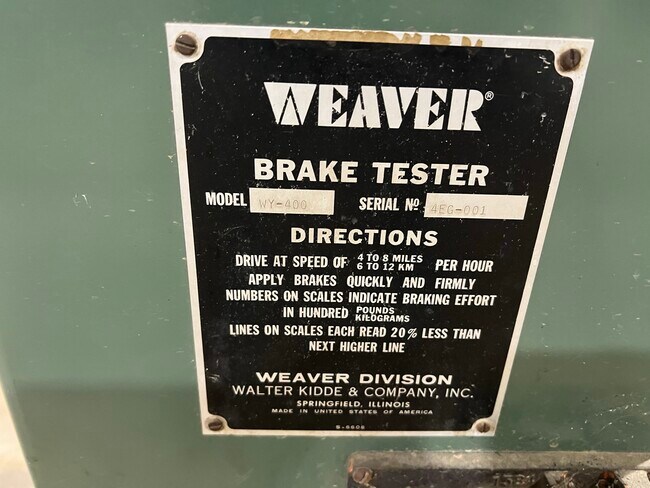 WEAVER®
BRAKE TESTER
MODEL WY-400 SERIAL Nº 4EG-001
DIRECTIONS
DRIVE AT SPEED OF 4 TO 8 MILES PER HOUR
6 TO 12 KM
APPLY BRAKES QUICKLY AND FIRMLY
NUMBERS ON SCALES INDICATE BRAKING EFFORT
IN HUNDRED POUNDS
KILOGRAMS
LINES ON SCALES EACH READ 20% LESS THAN
NEXT HIGHER LINE
WEAVER DIVISION
WALTER KIDDE & COMPANY, INC.
SPRINGFIELD, ILLINOIS
MADE IN UNITED STATES OF AMERICA